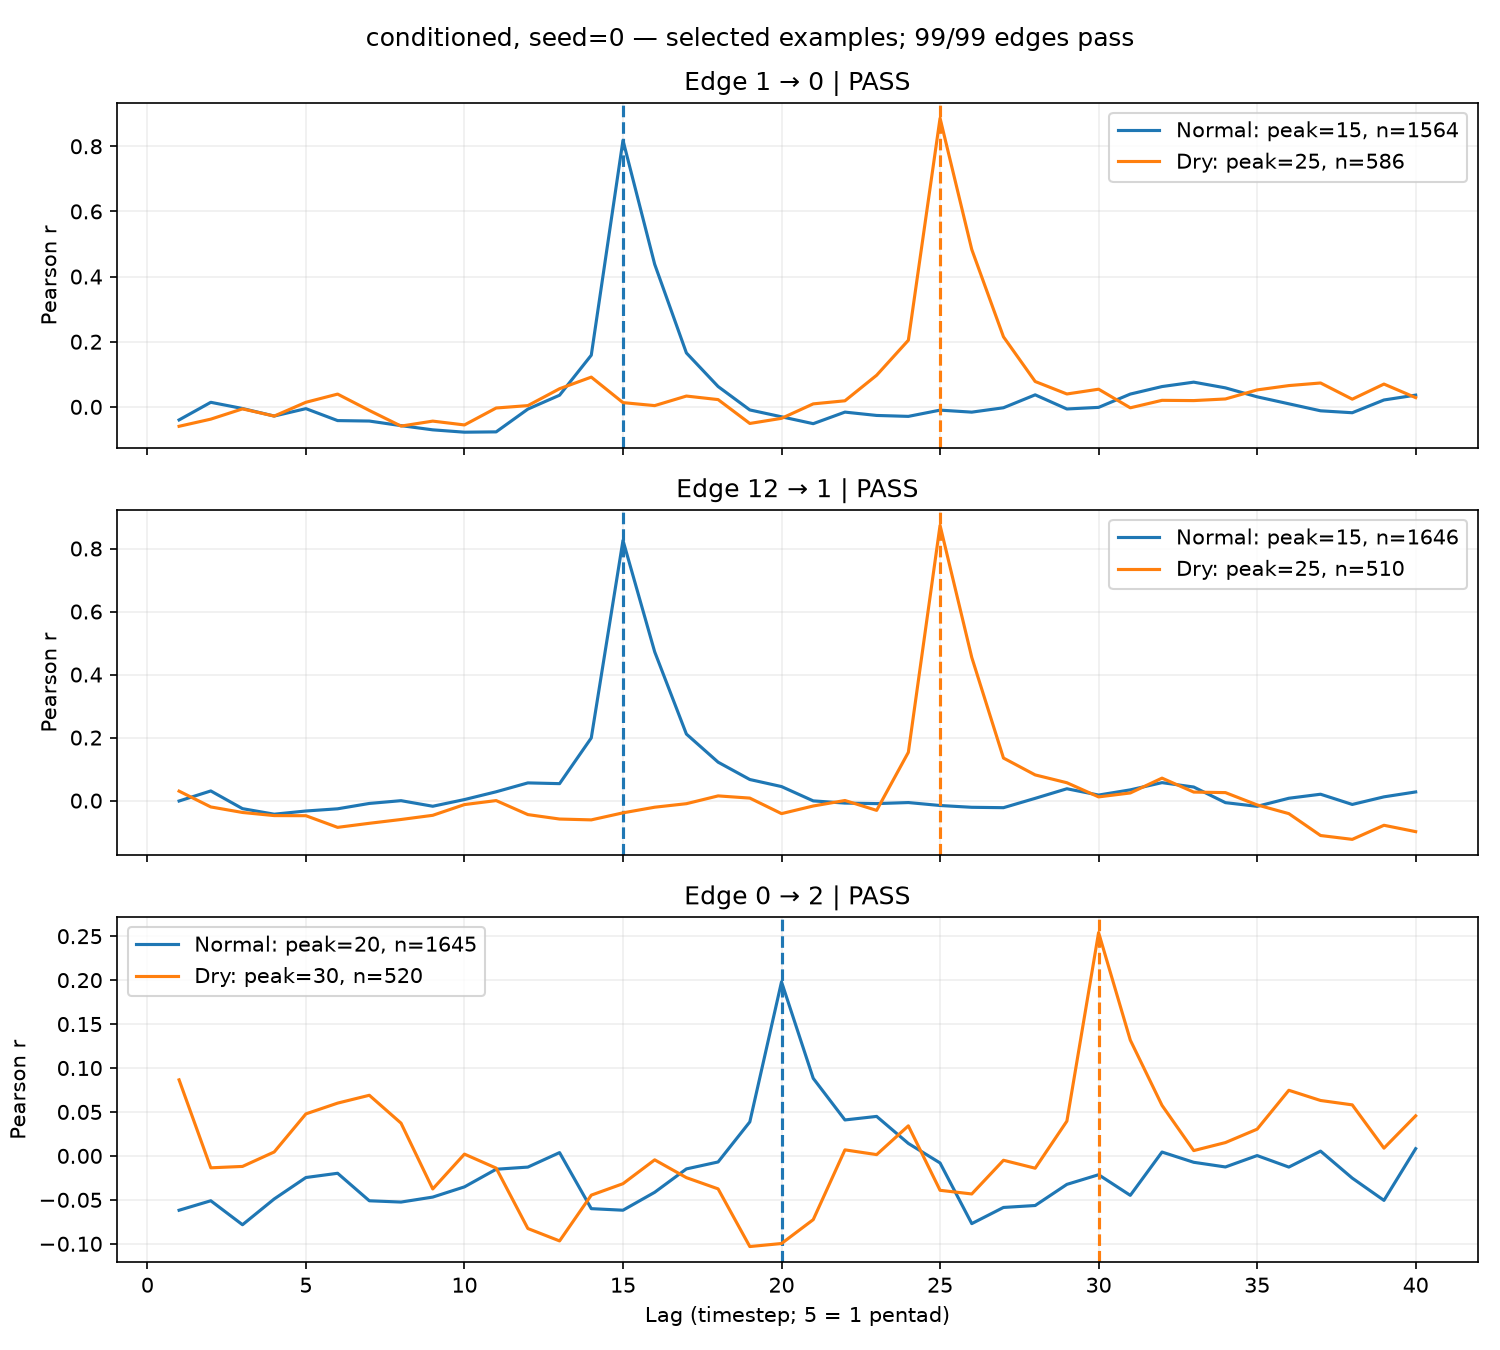 conditioned, seed=0 — selected examples; 99/99 edges pass
Edge 1 → 0 | PASS
Normal: peak=15, n=1564
Dry: peak=25, n=586
Pearson r
0.8
0.6
0.4
0.2
0.0
Edge 12 → 1 | PASS
Normal: peak=15, n=1646
Dry: peak=25, n=510
Pearson r
0.8
0.6
0.4
0.2
0.0
Edge 0 → 2 | PASS
Normal: peak=20, n=1645
Dry: peak=30, n=520
Pearson r
0.25
0.20
0.15
0.10
0.05
0.00
−0.05
−0.10
0 5 10 15 20 25 30 35 40
Lag (timestep; 5 = 1 pentad)